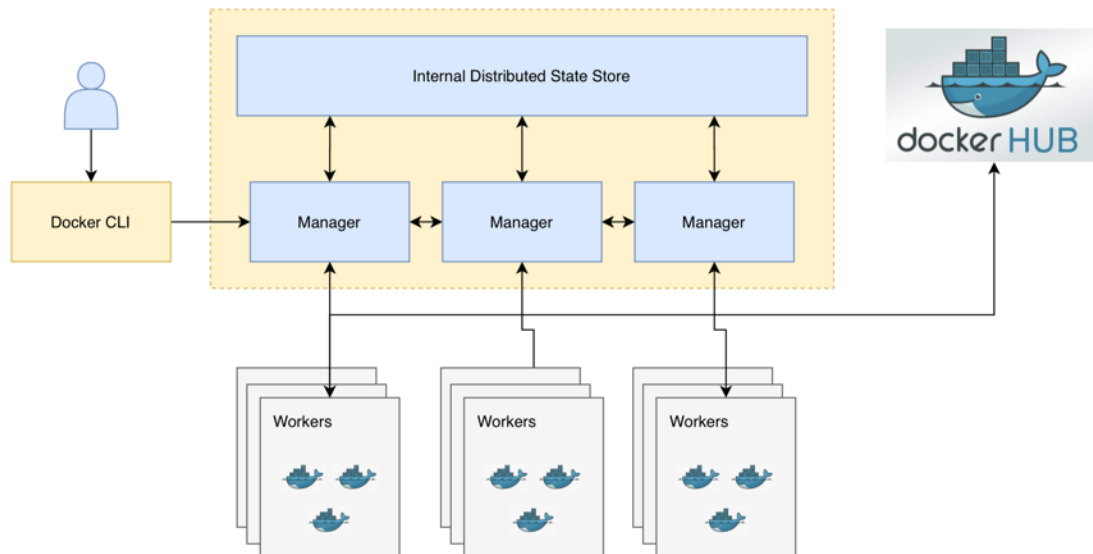 Internal Distributed State Store
docker HUB
Docker CLI
Manager
Manager
Manager
Workers
Workers
Workers